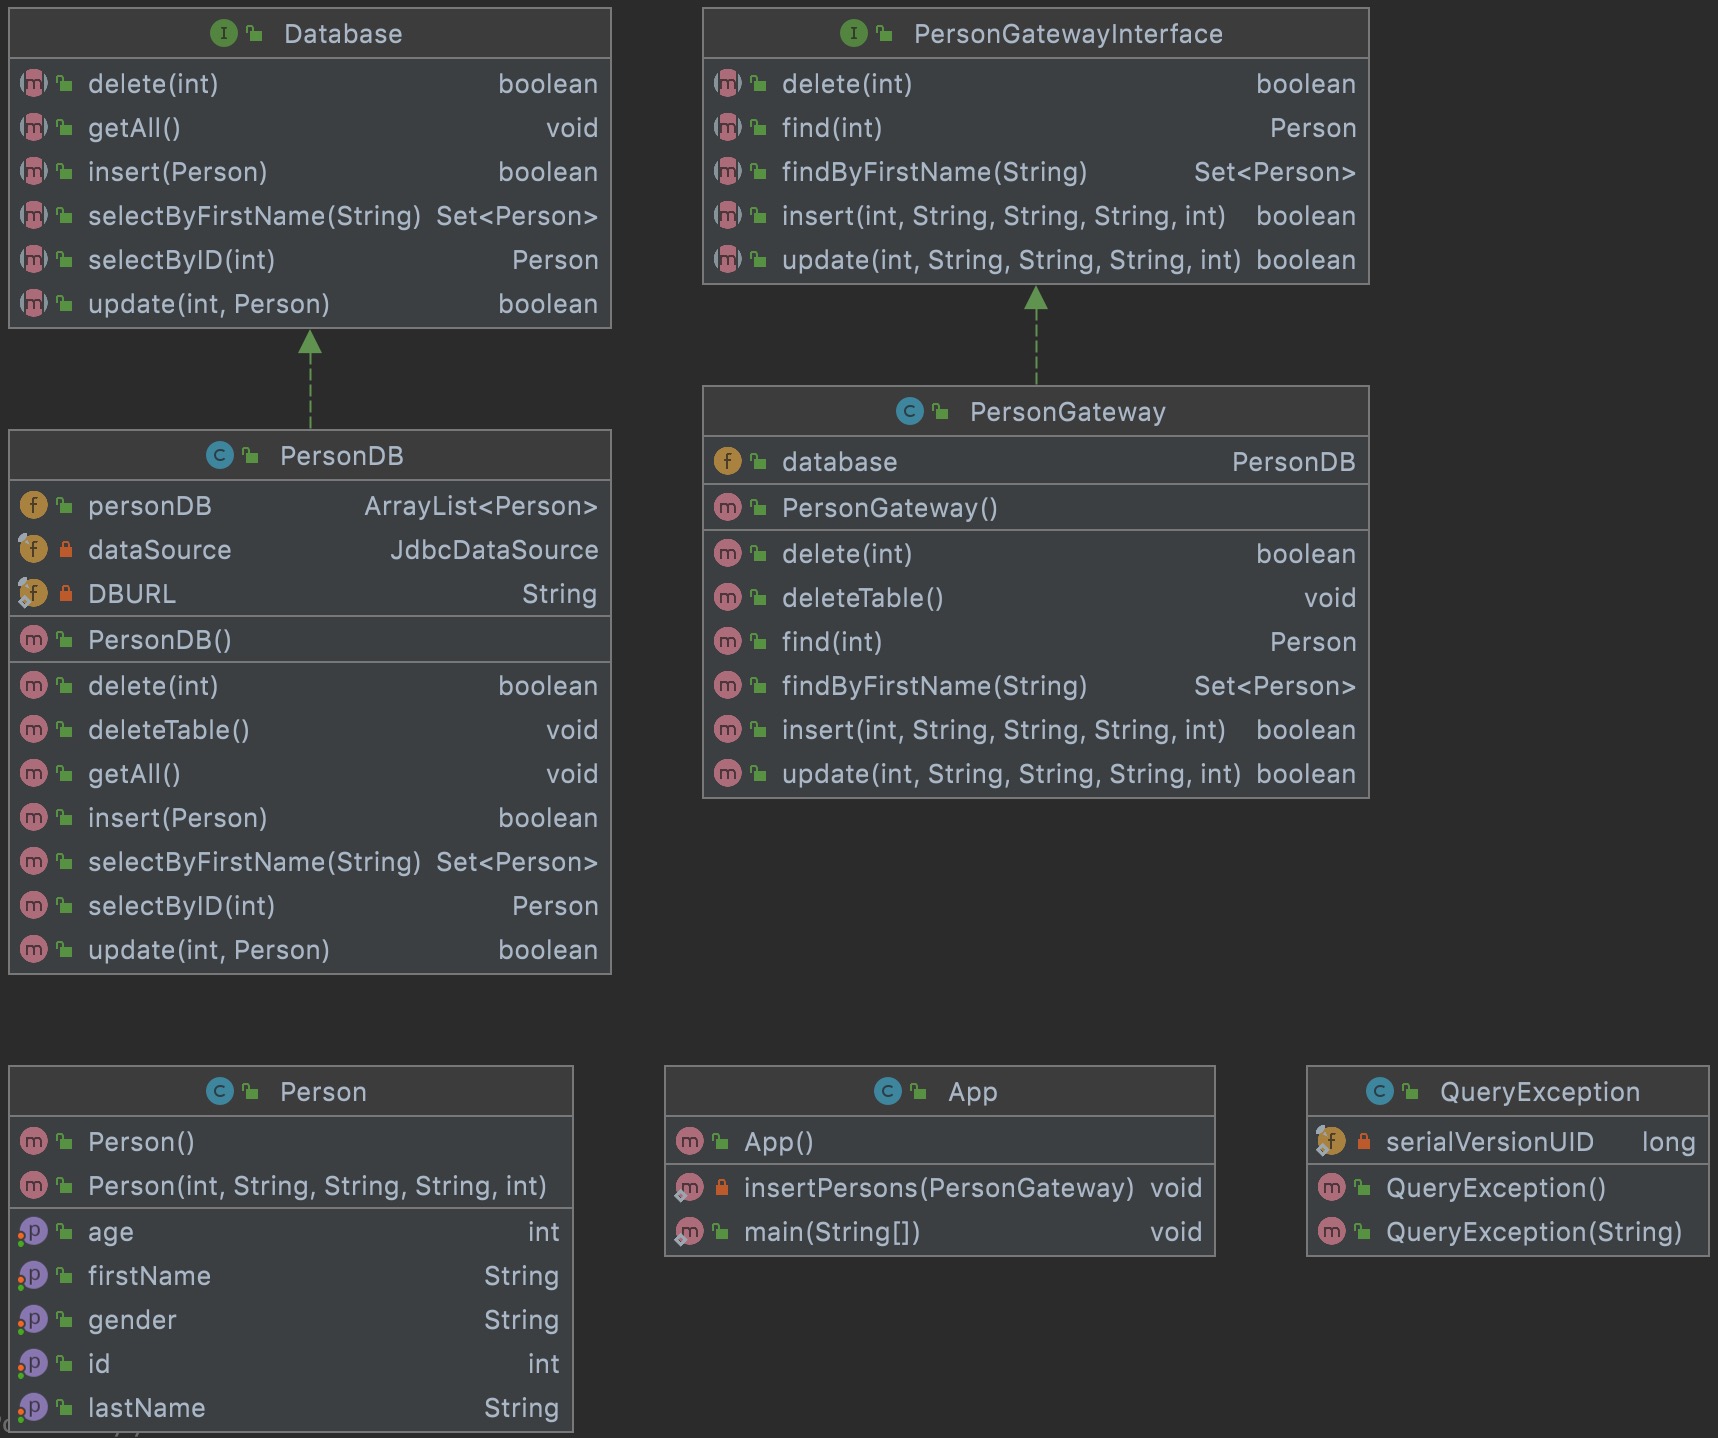 Database
delete(int) boolean
getAll() void
insert(Person) boolean
selectByFirstName(String) Set<Person>
selectByID(int) Person
update(int, Person) boolean
PersonGatewayInterface
delete(int) boolean
find(int) Person
findByFirstName(String) Set<Person>
insert(int, String, String, String, int) boolean
update(int, String, String, String, int) boolean
PersonDB
personDB ArrayList<Person>
dataSource JdbcDataSource
DBURL String
PersonDB()
delete(int) boolean
deleteTable() void
getAll() void
insert(Person) boolean
selectByFirstName(String) Set<Person>
selectByID(int) Person
update(int, Person) boolean
PersonGateway
database PersonDB
PersonGateway()
delete(int) boolean
deleteTable() void
find(int) Person
findByFirstName(String) Set<Person>
insert(int, String, String, String, int) boolean
update(int, String, String, String, int) boolean
Person
Person()
Person(int, String, String, String, int)
age int
firstName String
gender String
id int
lastName String
App
App()
insertPersons(PersonGateway) void
main(String[]) void
QueryException
serialVersionUID long
QueryException()
QueryException(String)